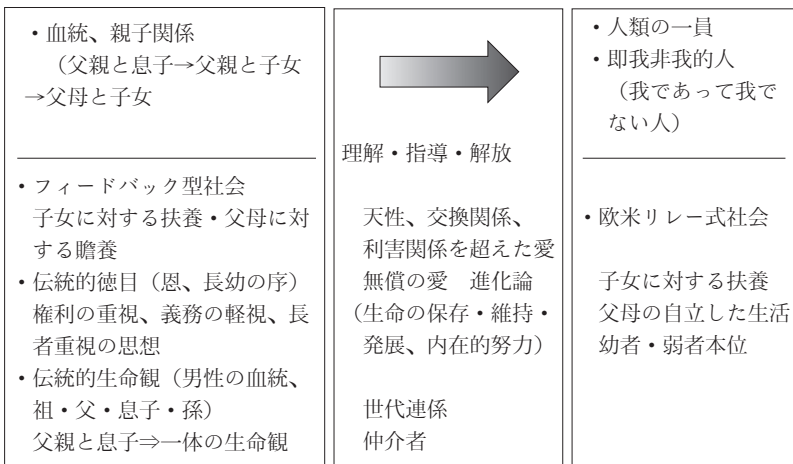 ・血統、親子関係
（父親と息子→父親と子女
→父母と子女
・フィードバック型社会
子女に対する扶養・父母に対
する贍養
・伝統的徳目（恩、長幼の序）
権利の重視、義務の軽視、長
者重視の思想
・伝統的生命観（男性の血統、
祖・父・息子・孫）
父親と息子⇒一体の生命観
理解・指導・解放
天性、交換関係、
利害関係を超えた愛
無償の愛　進化論
（生命の保存・維持・
発展、内在的努力）
世代連係
仲介者
・人類の一員
・即我非我的人
（我であって我で
ない人）
・欧米リレー式社会
子女に対する扶養
父母の自立した生活
幼者・弱者本位